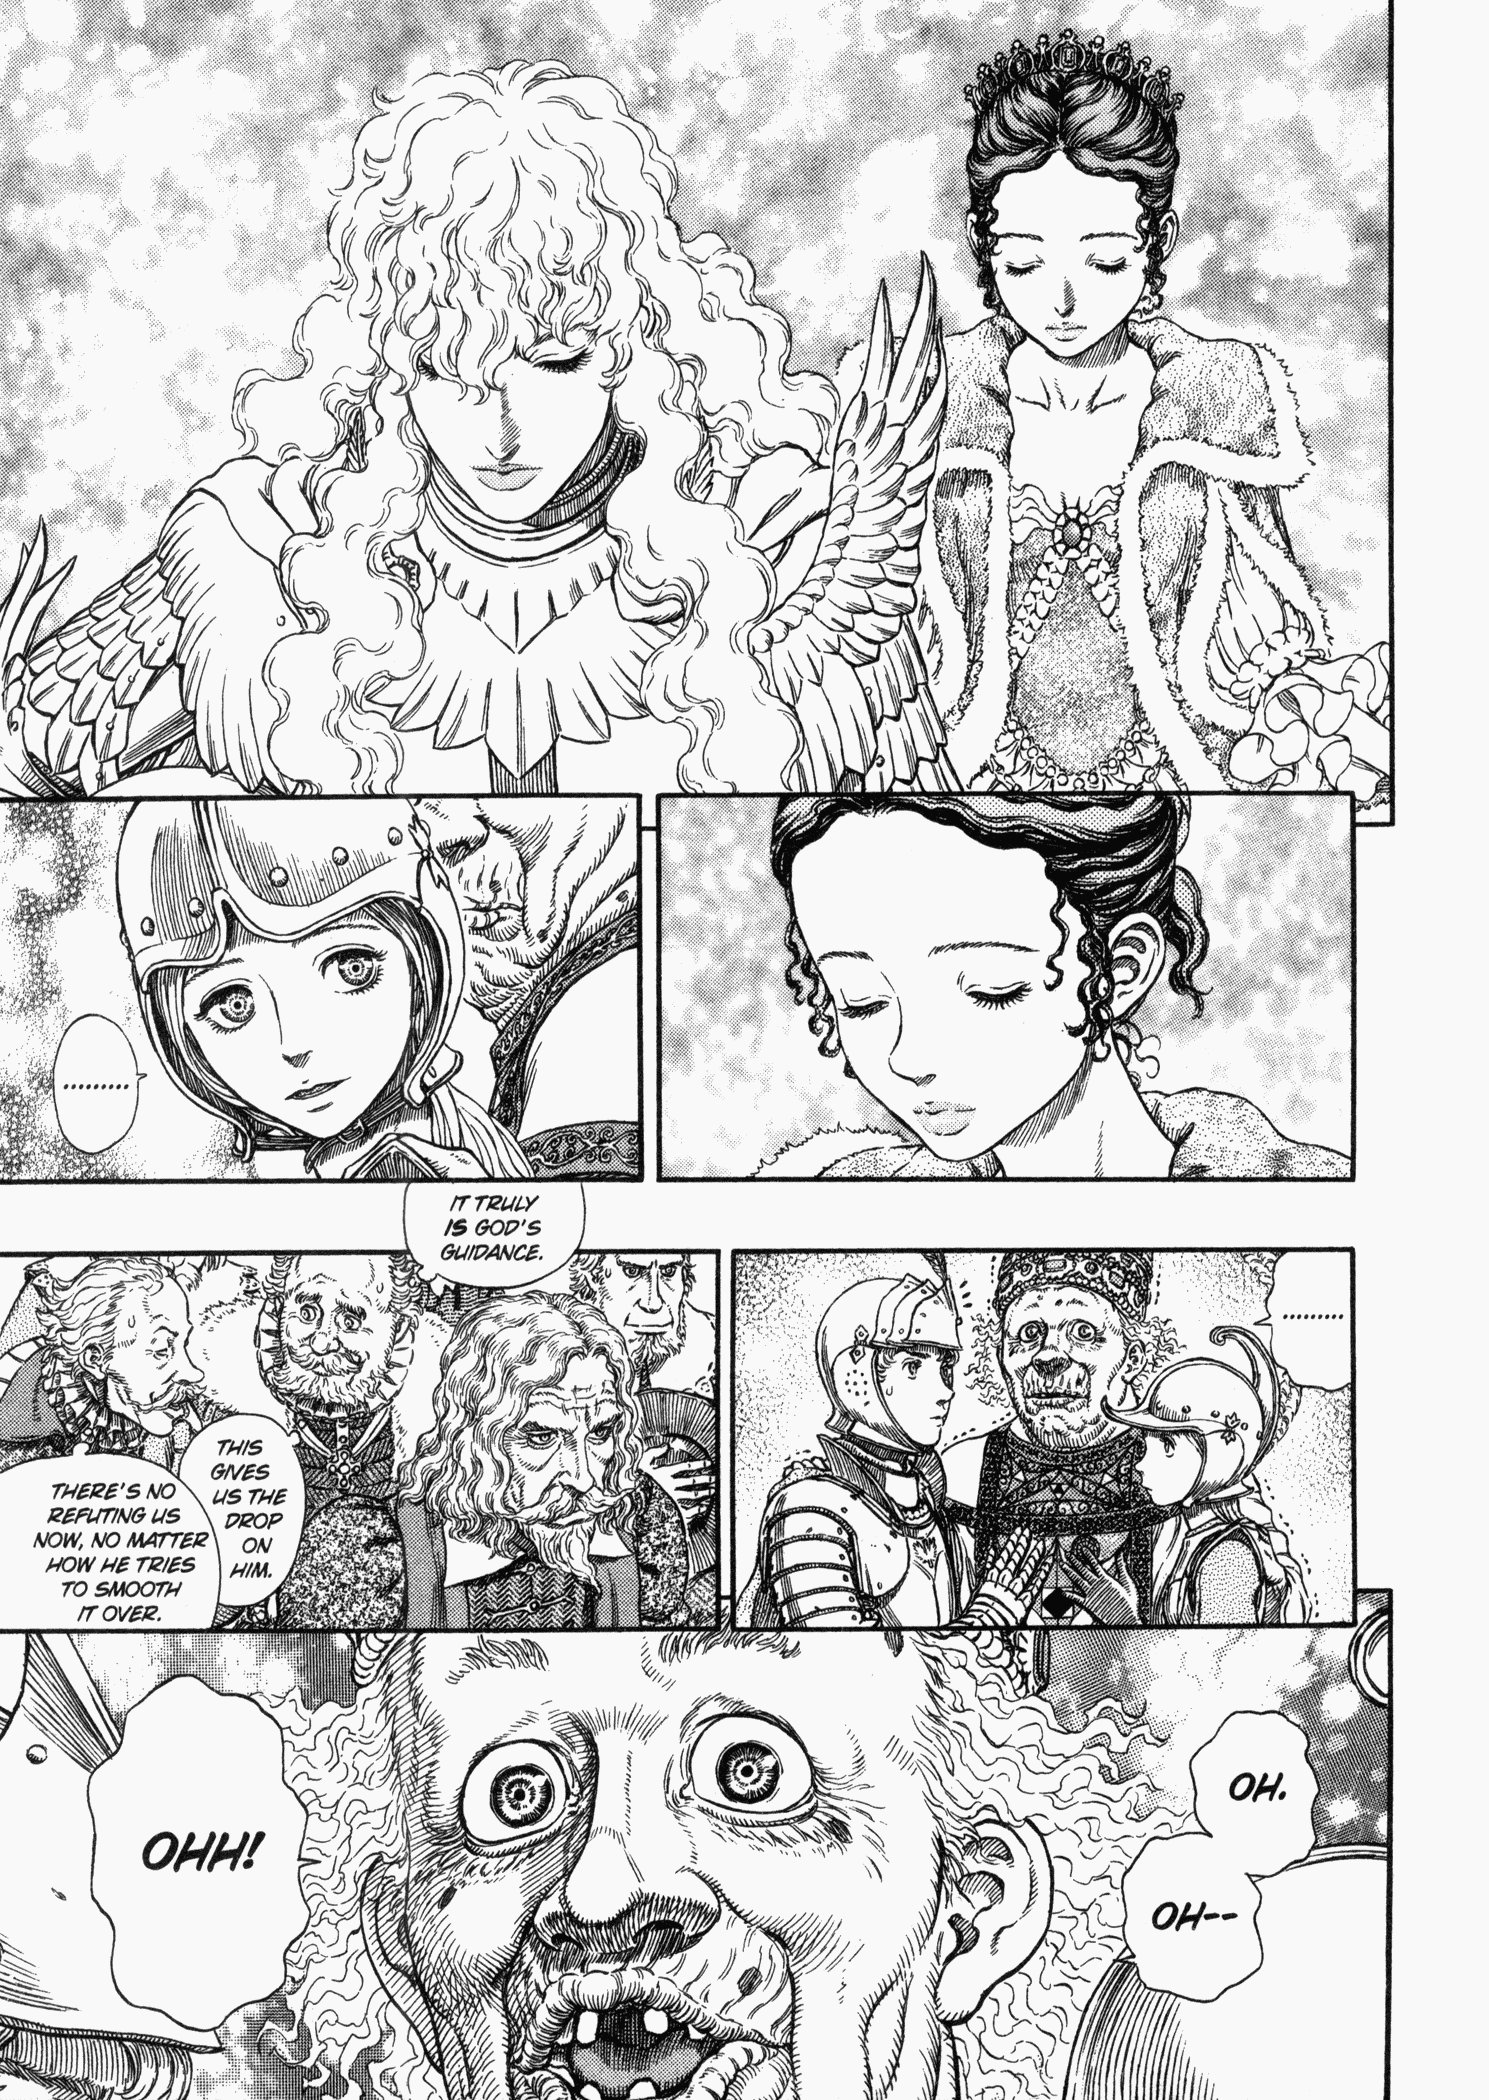 .........
..........
IT TRULY
IS GOD'S
GUIDANCE.
THIS
GIVES
US THE
DROP
ON
HIM.
THERE'S NO
REFUTING US
NOW, NO MATTER
HOW HE TRIES
TO SMOOTH
IT OVER.
OH.
OH--
OHH!